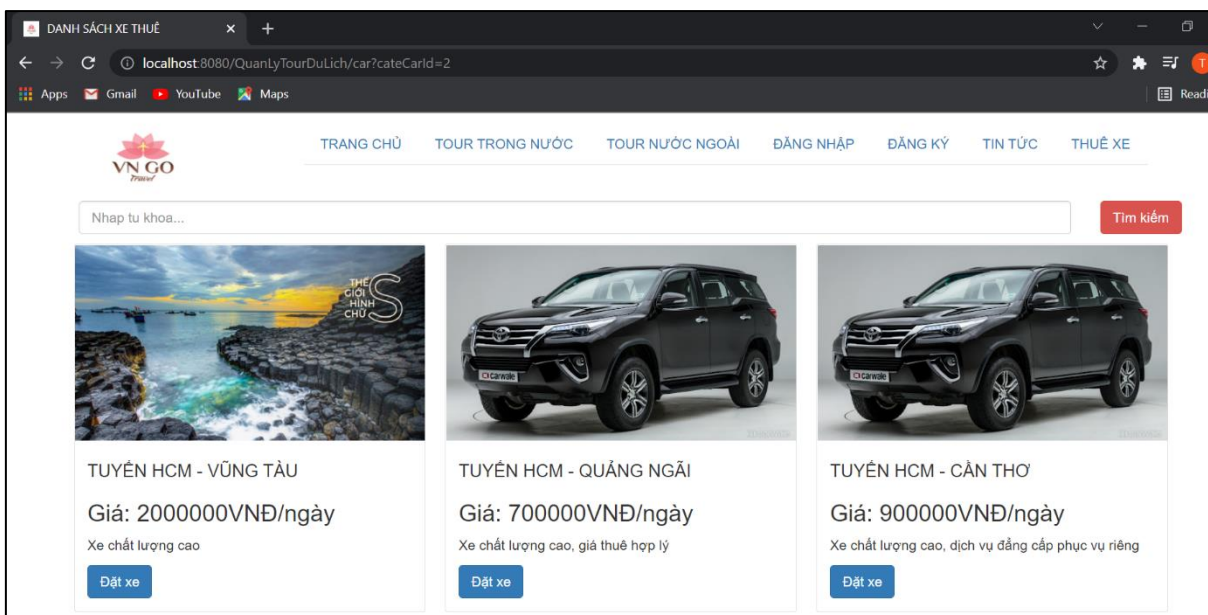 DANH SÁCH XE THUÊ
localhost:8080/QuanLyTourDuLich/car?cateCarId=2
T
Apps Gmail YouTube Maps Readi
VN GO
Travel
TRANG CHỦ TOUR TRONG NƯỚC TOUR NƯỚC NGOÀI ĐĂNG NHẬP ĐĂNG KÝ TIN TỨC THUÊ XE
Nhap tu khoa... Tìm kiếm
THẾ
GIỚI
HÌNH
CHỮ S
carwale
carwale
TUYẾN HCM - VŨNG TÀU
Giá: 2000000VNĐ/ngày
Xe chất lượng cao
Đặt xe
TUYẾN HCM - QUẢNG NGÃI
Giá: 700000VNĐ/ngày
Xe chất lượng cao, giá thuê hợp lý
Đặt xe
TUYẾN HCM - CẦN THƠ
Giá: 900000VNĐ/ngày
Xe chất lượng cao, dịch vụ đẳng cấp phục vụ riêng
Đặt xe